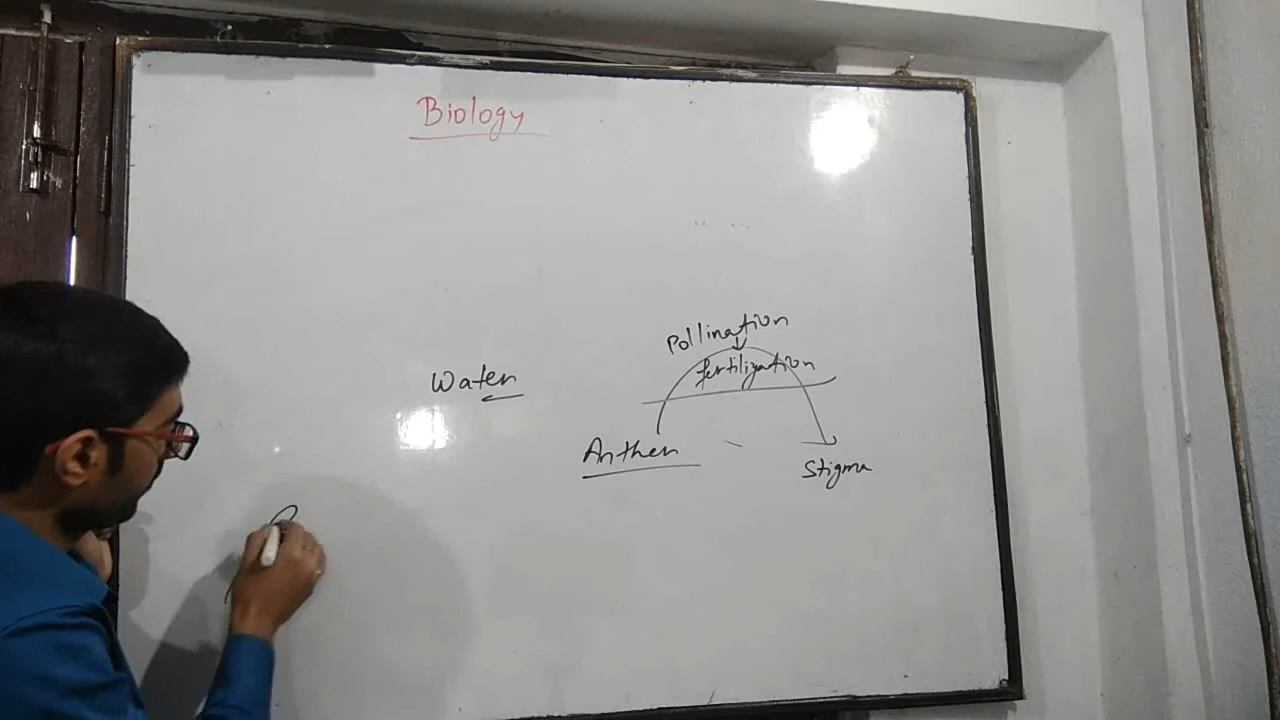 Biology
Pollination
fertilization
Water
Anther
Stigma